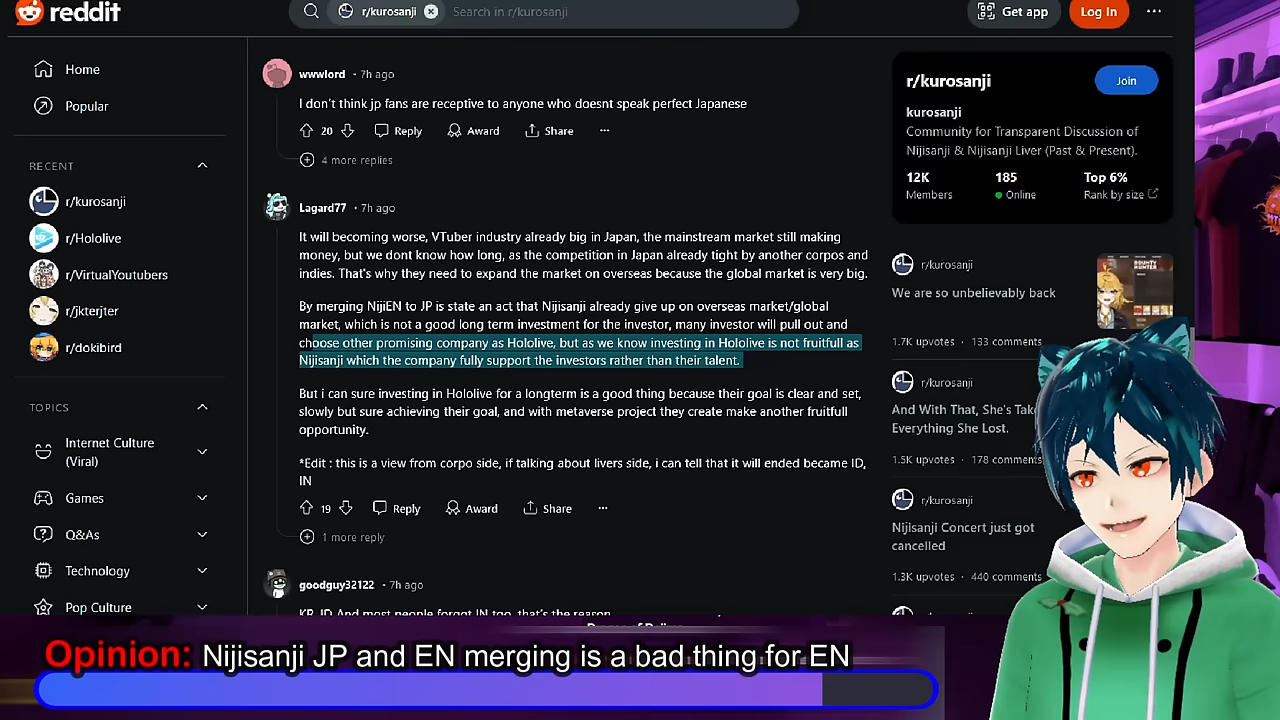 reddit
r/kurosanji
Search in r/kurosanji
Get app
Log In
Home
Popular
RECENT
r/kurosanji
r/Hololive
r/VirtualYoutubers
r/jkterjter
r/dokibird
TOPICS
Internet Culture
(Viral)
Games
Q&As
Technology
Pop Culture
wwwlord • 7h ago
I don't think jp fans are receptive to anyone who doesnt speak perfect Japanese
20
Reply
Award
Share
4 more replies
Lagard77 • 7h ago
It will becoming worse, VTuber industry already big in Japan, the mainstream market still making
money, but we dont know how long, as the competition in Japan already tight by another corpos and
indies. That's why they need to expand the market on overseas because the global market is very big.
By merging NijiEN to JP is state an act that Nijisanji already give up on overseas market/global
market, which is not a good long term investment for the investor, many investor will pull out and
choose other promising company as Hololive, but as we know investing in Hololive is not fruitfull as
Nijisanji which the company fully support the investors rather than their talent.
But i can sure investing in Hololive for a longterm is a good thing because their goal is clear and set,
slowly but sure achieving their goal, and with metaverse project they create make another fruitfull
opportunity.
*Edit : this is a view from corpo side, if talking about livers side, i can tell that it will ended became ID,
IN
19
Reply
Award
Share
1 more reply
goodguy32122 • 7h ago
KR, ID And most people forgot IN too, that's the reason
r/kurosanji
Join
kurosanji
Community for Transparent Discussion of
Nijisanji & Nijisanji Liver (Past & Present).
12K
185
Top 6%
Members
Online
Rank by size
r/kurosanji
We are so unbelievably back
1.7K upvotes • 133 comments
r/kurosanji
And With That, She's Take
Everything She Lost.
1.5K upvotes • 178 comments
r/kurosanji
Nijisanji Concert just got
cancelled
1.3K upvotes • 440 comments
Opinion: Nijisanji JP and EN merging is a bad thing for EN